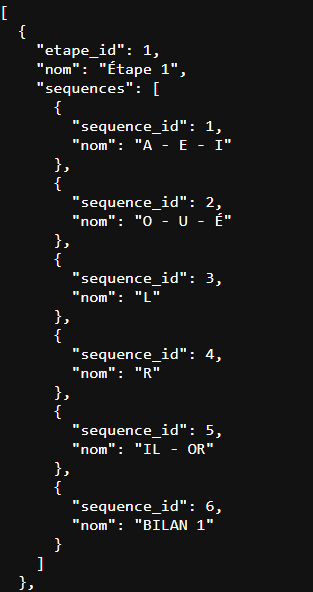 [
  {
    "etape_id": 1,
    "nom": "Étape 1",
    "sequences": [
      {
        "sequence_id": 1,
        "nom": "A - E - I"
      },
      {
        "sequence_id": 2,
        "nom": "O - U - É"
      },
      {
        "sequence_id": 3,
        "nom": "L"
      },
      {
        "sequence_id": 4,
        "nom": "R"
      },
      {
        "sequence_id": 5,
        "nom": "IL - OR"
      },
      {
        "sequence_id": 6,
        "nom": "BILAN 1"
      }
    ]
  },